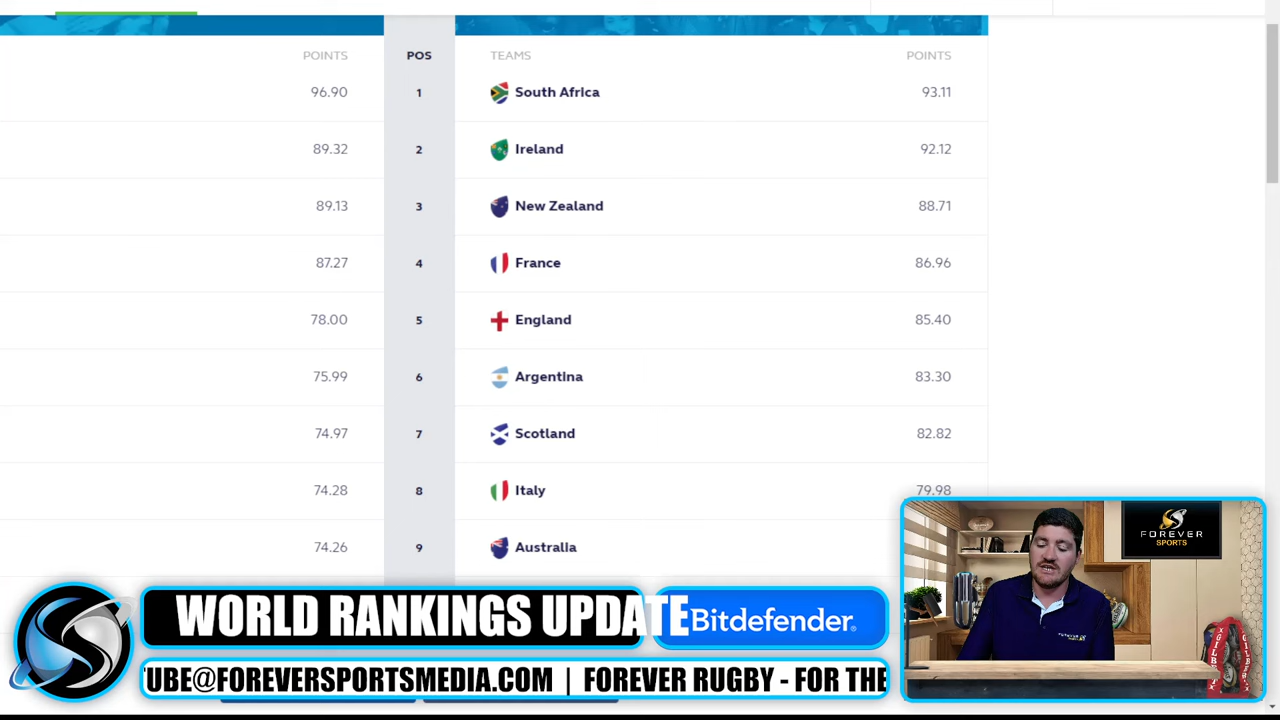 POINTS POS TEAMS POINTS
96.90 1 South Africa 93.11
89.32 2 Ireland 92.12
89.13 3 New Zealand 88.71
87.27 4 France 86.96
78.00 5 England 85.40
75.99 6 Argentina 83.30
74.97 7 Scotland 82.82
74.28 8 Italy 79.98
74.26 9 Australia
FOREVER
SPORTS
WORLD RANKINGS UPDATE Bitdefender®
TUBE@FOREVERSPORTSMEDIA.COM | FOREVER RUGBY - FOR THE